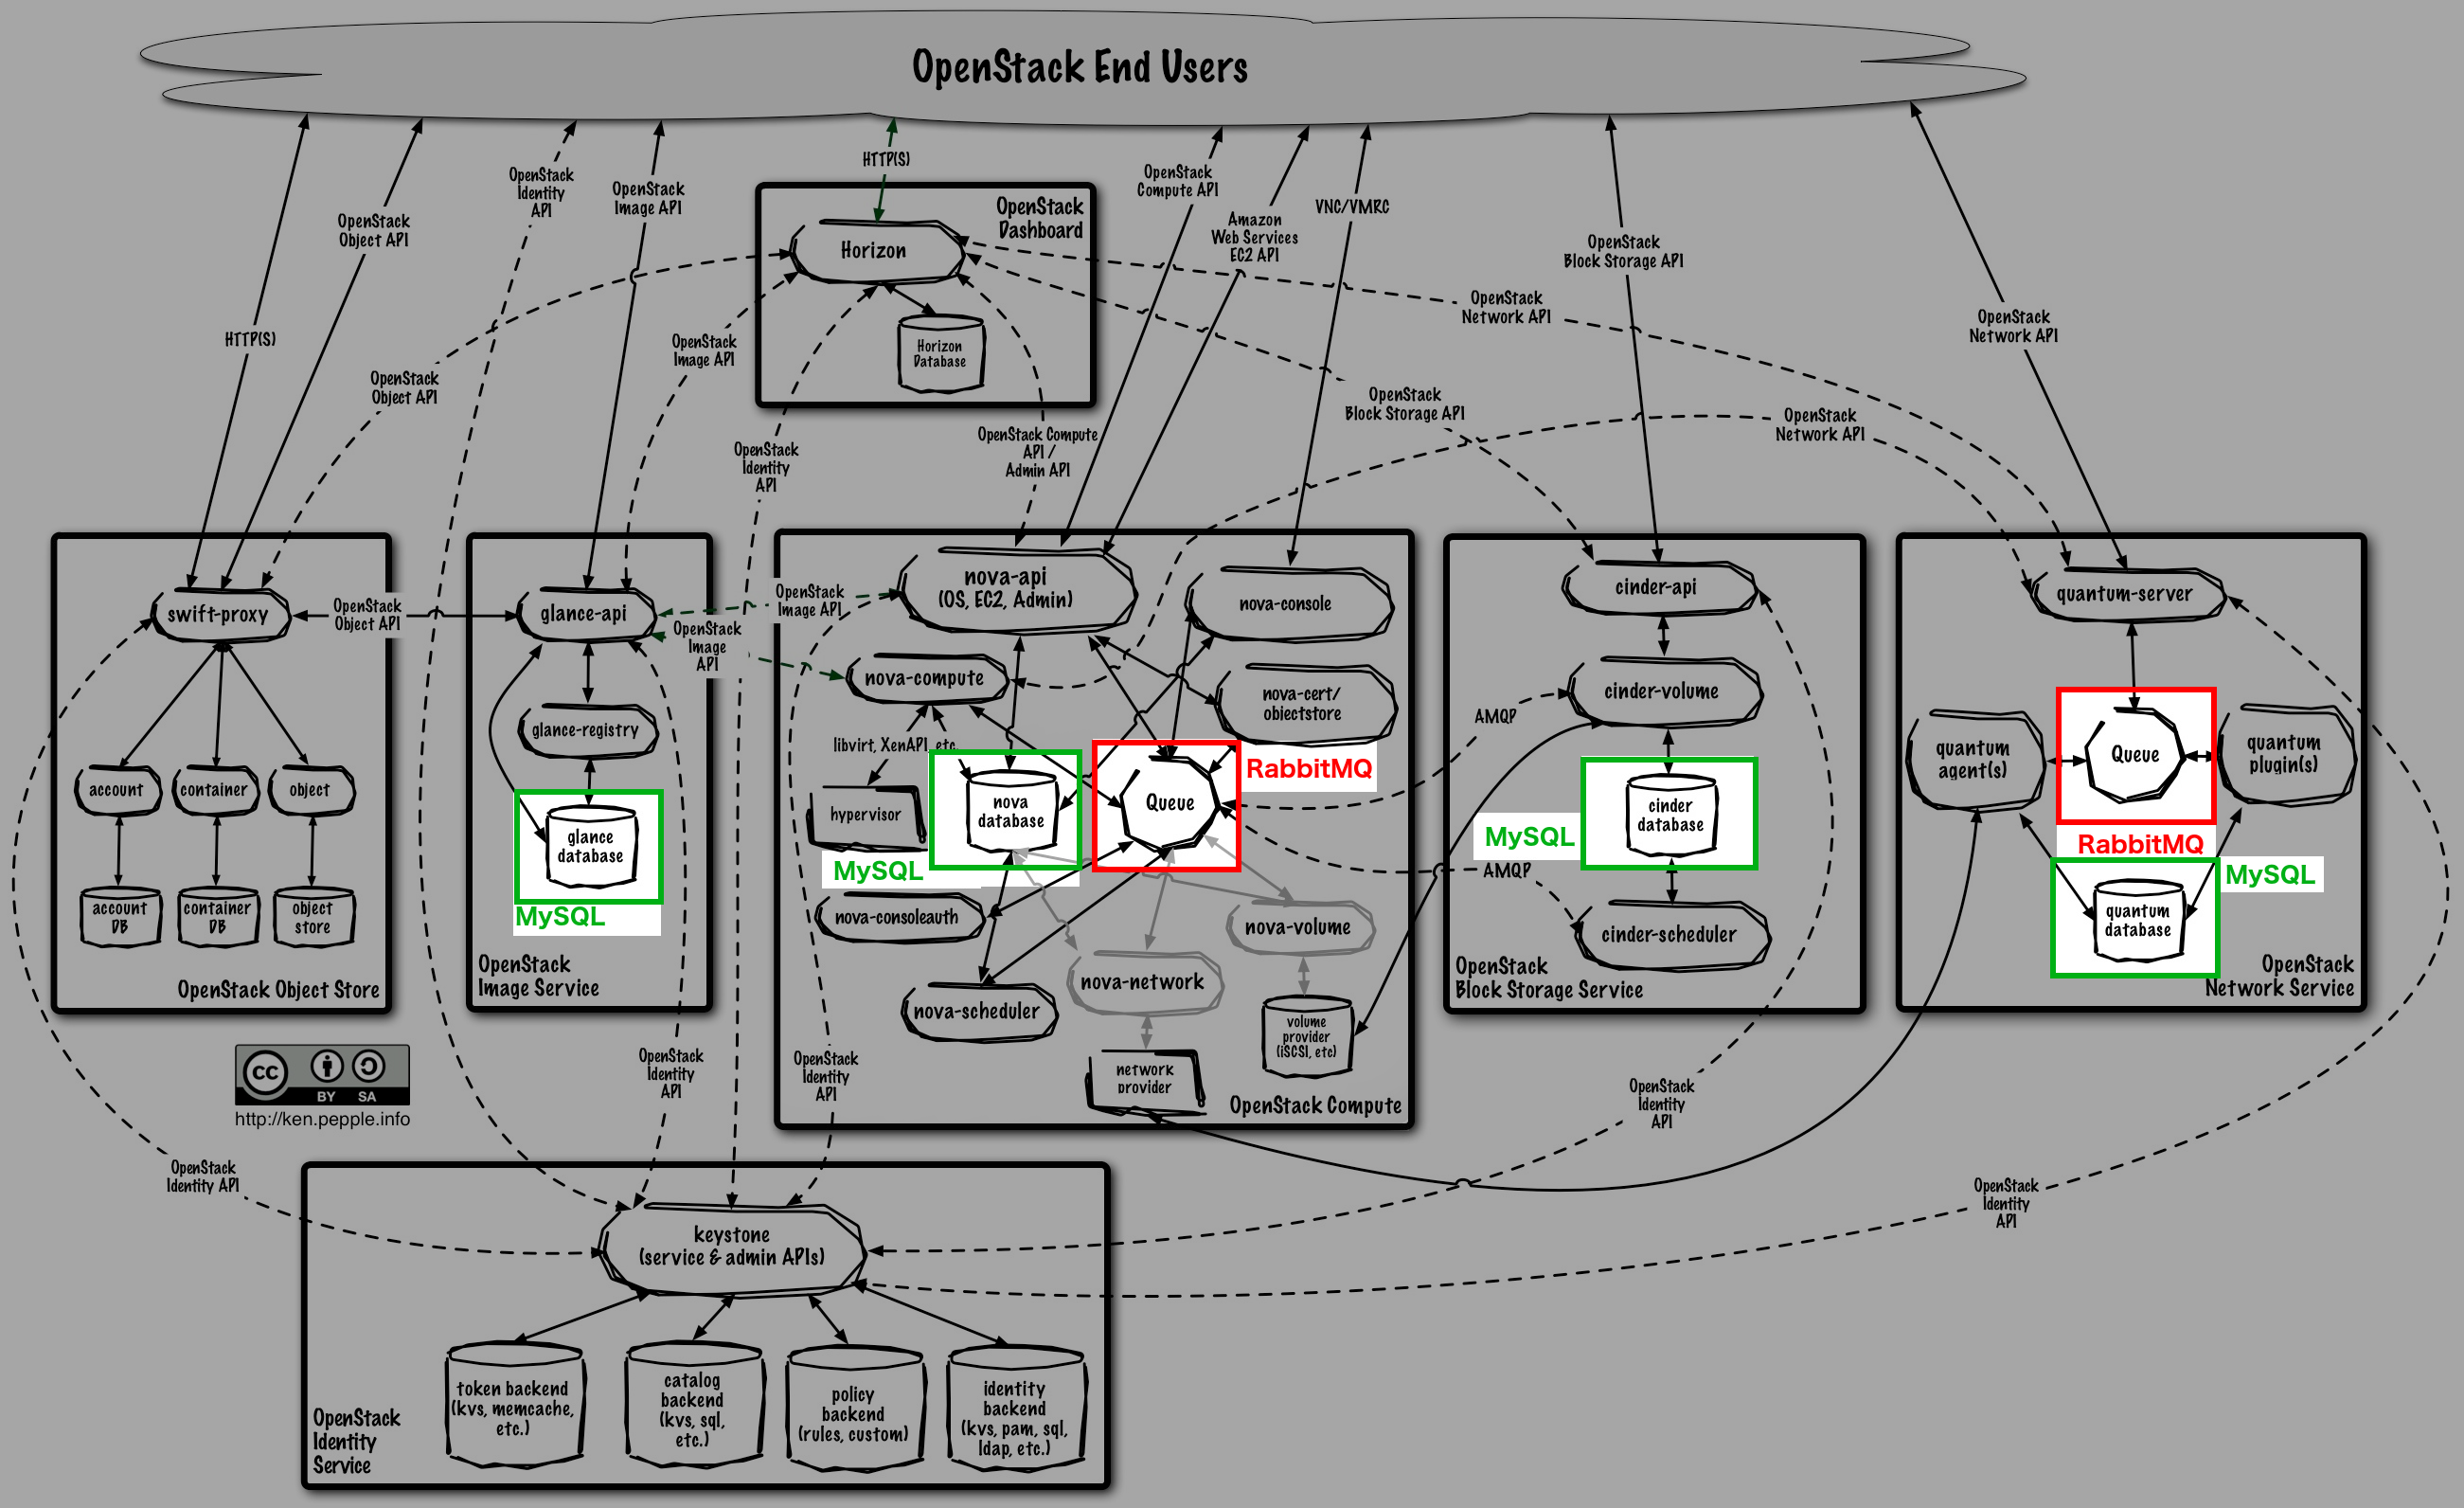 OpenStack End Users
HTTP(S)
OpenStack
Object API
OpenStack
Identity
API
OpenStack
Image API
HTTP(S)
OpenStack
Compute API
Amazon
Web Services
EC2 API
VNC/VMRC
OpenStack
Block Storage API
OpenStack
Network API
OpenStack
Dashboard
Horizon
Horizon
Database
OpenStack
Object API
OpenStack
Image API
OpenStack
Identity
API
OpenStack Compute
API /
Admin API
OpenStack
Network API
OpenStack
Block Storage API
OpenStack
Network API
swift-proxy
OpenStack
Object API
account
container
object
account
DB
container
DB
object
store
OpenStack Object Store
glance-api
glance-registry
glance
database
MySQL
OpenStack
Image Service
OpenStack
Image API
OpenStack
Image
API
nova-api
(OS, EC2, Admin)
nova-console
nova-compute
nova-cert/
objectstore
libvirt, XenAPI, etc
hypervisor
nova
database
MySQL
Queue
RabbitMQ
nova-consoleauth
nova-volume
nova-network
nova-scheduler
volume
provider
(iSCSI, etc)
network
provider
OpenStack Compute
cinder-api
cinder-volume
AMQP
cinder
database
MySQL
AMQP
cinder-scheduler
OpenStack
Block Storage Service
quantum-server
quantum
agent(s)
Queue
quantum
plugin(s)
RabbitMQ
MySQL
quantum
database
OpenStack
Network Service
CC
BY SA
http://ken.pepple.info
OpenStack
Identity API
OpenStack
Identity
API
OpenStack
Identity
API
OpenStack
Identity
API
OpenStack
Identity
API
keystone
(service & admin APIs)
token backend
(kvs, memcache,
etc.)
catalog
backend
(kvs, sql,
etc.)
policy
backend
(rules, custom)
identity
backend
(kvs, pam, sql,
ldap, etc.)
OpenStack
Identity
Service